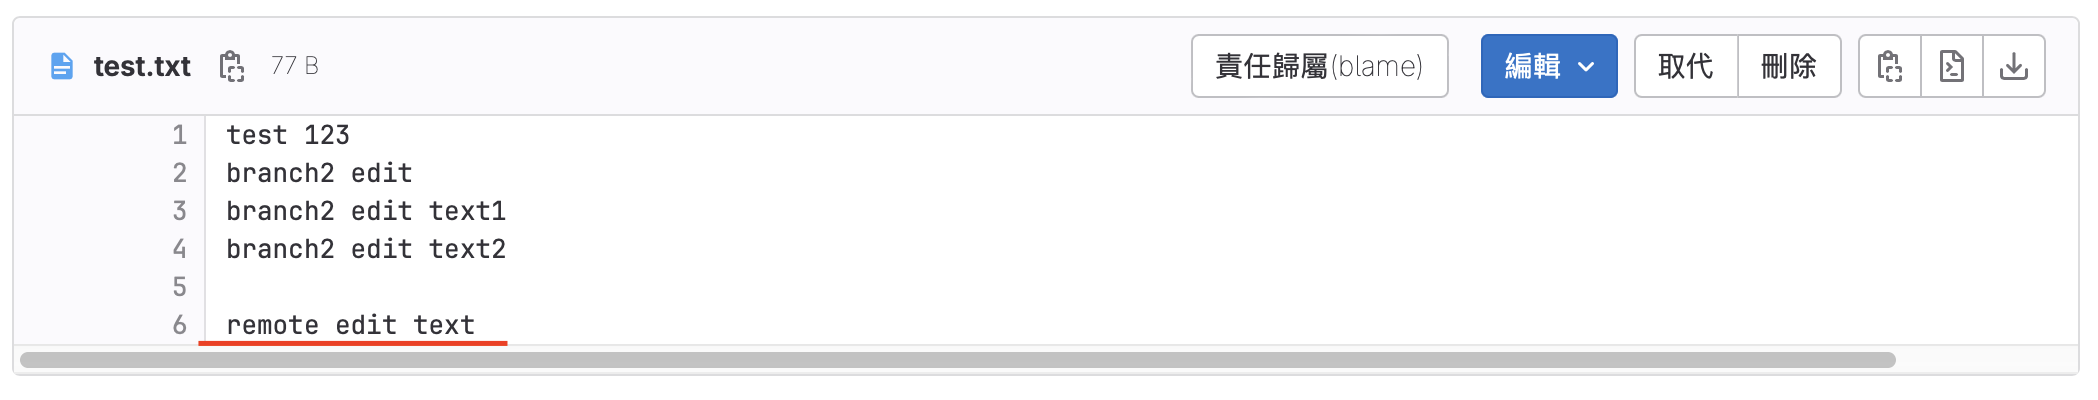 test.txt 77 B 責任歸屬(blame) 編輯 取代 刪除
1 test 123
2 branch2 edit
3 branch2 edit text1
4 branch2 edit text2
5
6 remote edit text